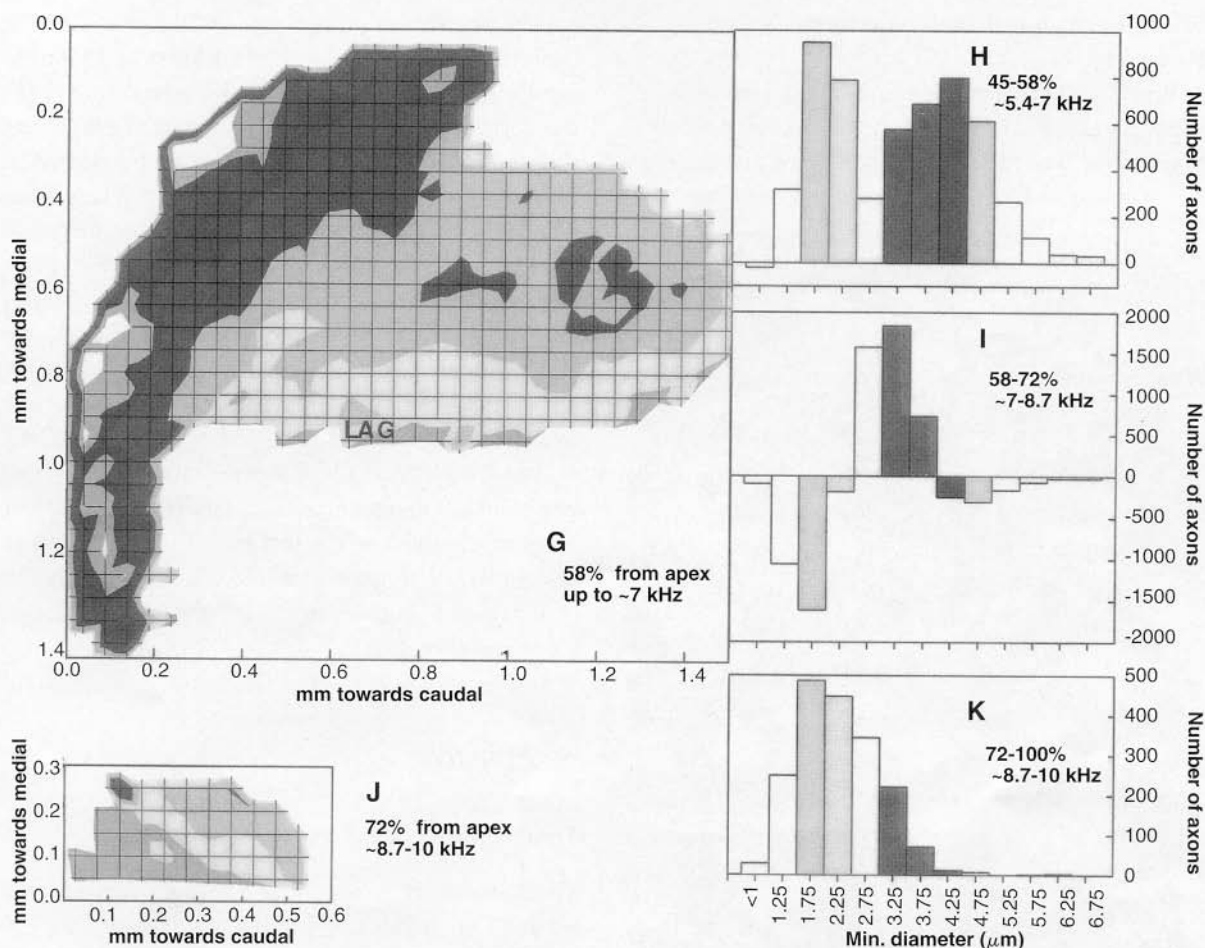 0.0
0.2
0.4
0.6
0.8
1.0
1.2
1.4
mm towards medial
0.0 0.2 0.4 0.6 0.8 1 1.2 1.4
mm towards caudal
LAG
G
58% from apex
up to ~7 kHz
H
45-58%
~5.4-7 kHz
1000
800
600
400
200
0
Number of axons
I
58-72%
~7-8.7 kHz
2000
1500
1000
500
0
-500
-1000
-1500
-2000
Number of axons
0.3
0.2
0.1
0.0
mm towards medial
0.1 0.2 0.3 0.4 0.5 0.6
mm towards caudal
J
72% from apex
~8.7-10 kHz
K
72-100%
~8.7-10 kHz
500
400
300
200
100
0
Number of axons
<1 1.25 1.75 2.25 2.75 3.25 3.75 4.25 4.75 5.25 5.75 6.25 6.75
Min. diameter (μm)